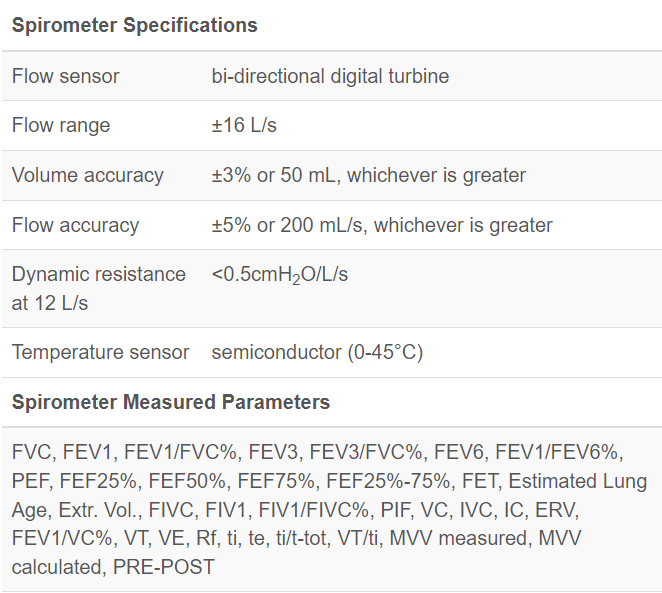 Spirometer Specifications
Flow sensor bi-directional digital turbine
Flow range ±16 L/s
Volume accuracy ±3% or 50 mL, whichever is greater
Flow accuracy ±5% or 200 mL/s, whichever is greater
Dynamic resistance <0.5cmH₂O/L/s
at 12 L/s
Temperature sensor semiconductor (0-45°C)
Spirometer Measured Parameters
FVC, FEV1, FEV1/FVC%, FEV3, FEV3/FVC%, FEV6, FEV1/FEV6%,
PEF, FEF25%, FEF50%, FEF75%, FEF25%-75%, FET, Estimated Lung
Age, Extr. Vol., FIVC, FIV1, FIV1/FIVC%, PIF, VC, IVC, IC, ERV,
FEV1/VC%, VT, VE, Rf, ti, te, ti/t-tot, VT/ti, MVV measured, MVV
calculated, PRE-POST